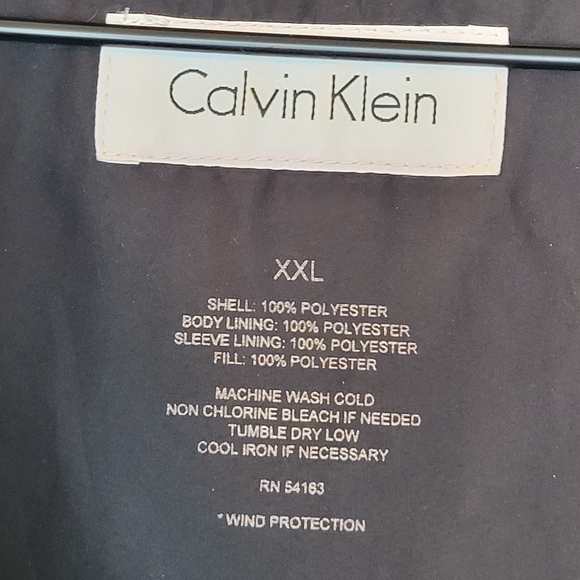 Calvin Klein
XXL
SHELL: 100% POLYESTER
BODY LINING: 100% POLYESTER
SLEEVE LINING: 100% POLYESTER
FILL: 100% POLYESTER
MACHINE WASH COLD
NON CHLORINE BLEACH IF NEEDED
TUMBLE DRY LOW
COOL IRON IF NECESSARY
RN 54163
*WIND PROTECTION